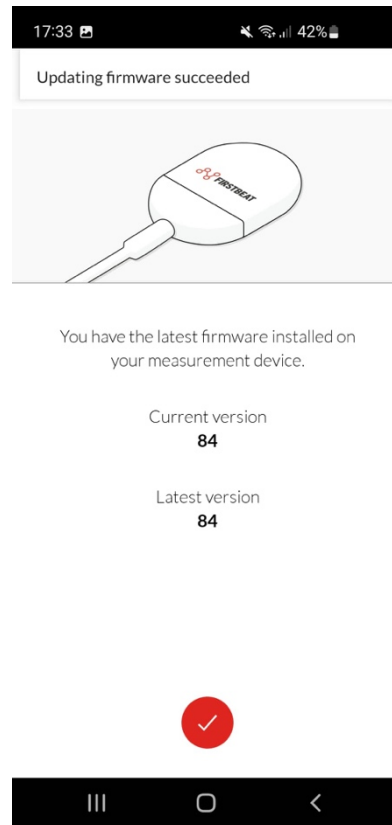 17:33 42%
Updating firmware succeeded
FIRSTBEAT
You have the latest firmware installed on
your measurement device.
Current version
84
Latest version
84